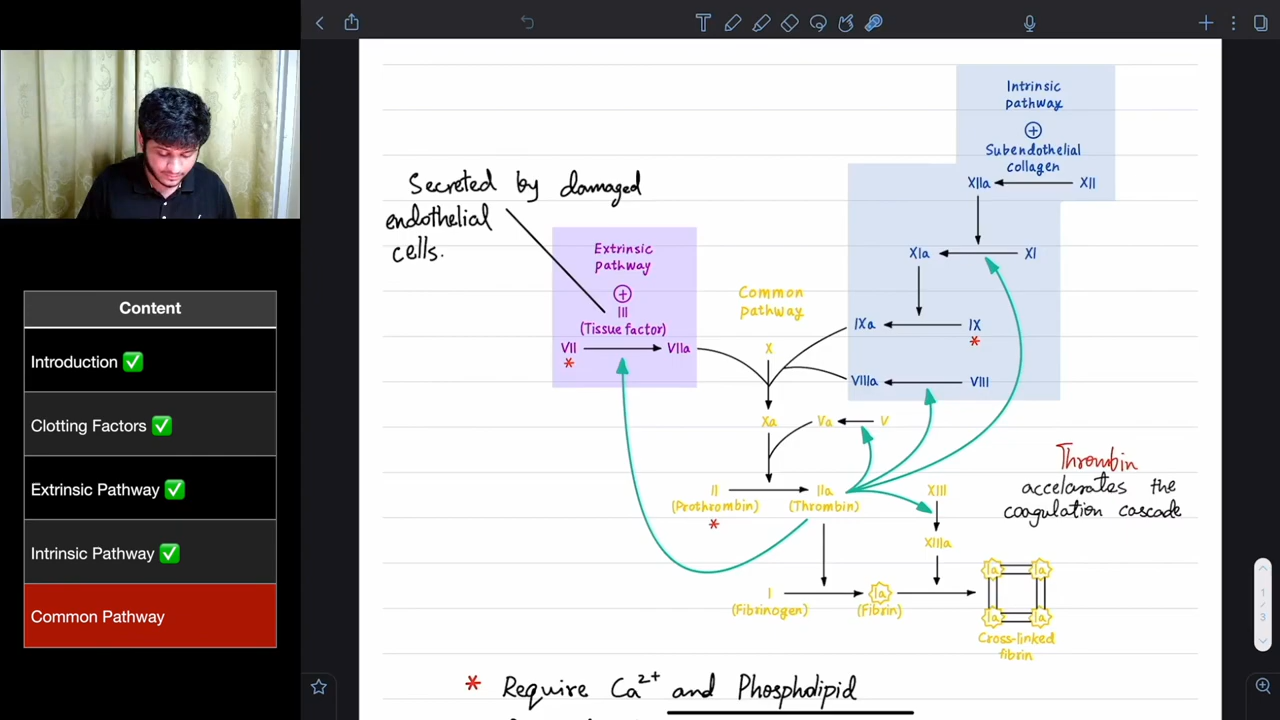 Content
Introduction ✅
Clotting Factors ✅
Extrinsic Pathway ✅
Intrinsic Pathway ✅
Common Pathway
Intrinsic
pathway
+
Subendothelial
collagen
XIIa
XII
Secreted by damaged
endothelial
cells.
Extrinsic
pathway
+
III
(Tissue factor)
VII
VIIa
*
XIa
XI
Common
pathway
IXa
IX
*
X
VIIIa
VIII
Xa
Va
V
Thrombin
accelarates the
coagulation cascade
II
(Prothrombin)
*
IIa
(Thrombin)
XIII
XIIIa
I
(Fibrinogen)
Ia
(Fibrin)
Ia
Ia
Ia
Ia
Cross-linked
fibrin
* Require Ca2+ and Phospholipid
1
/
3
T